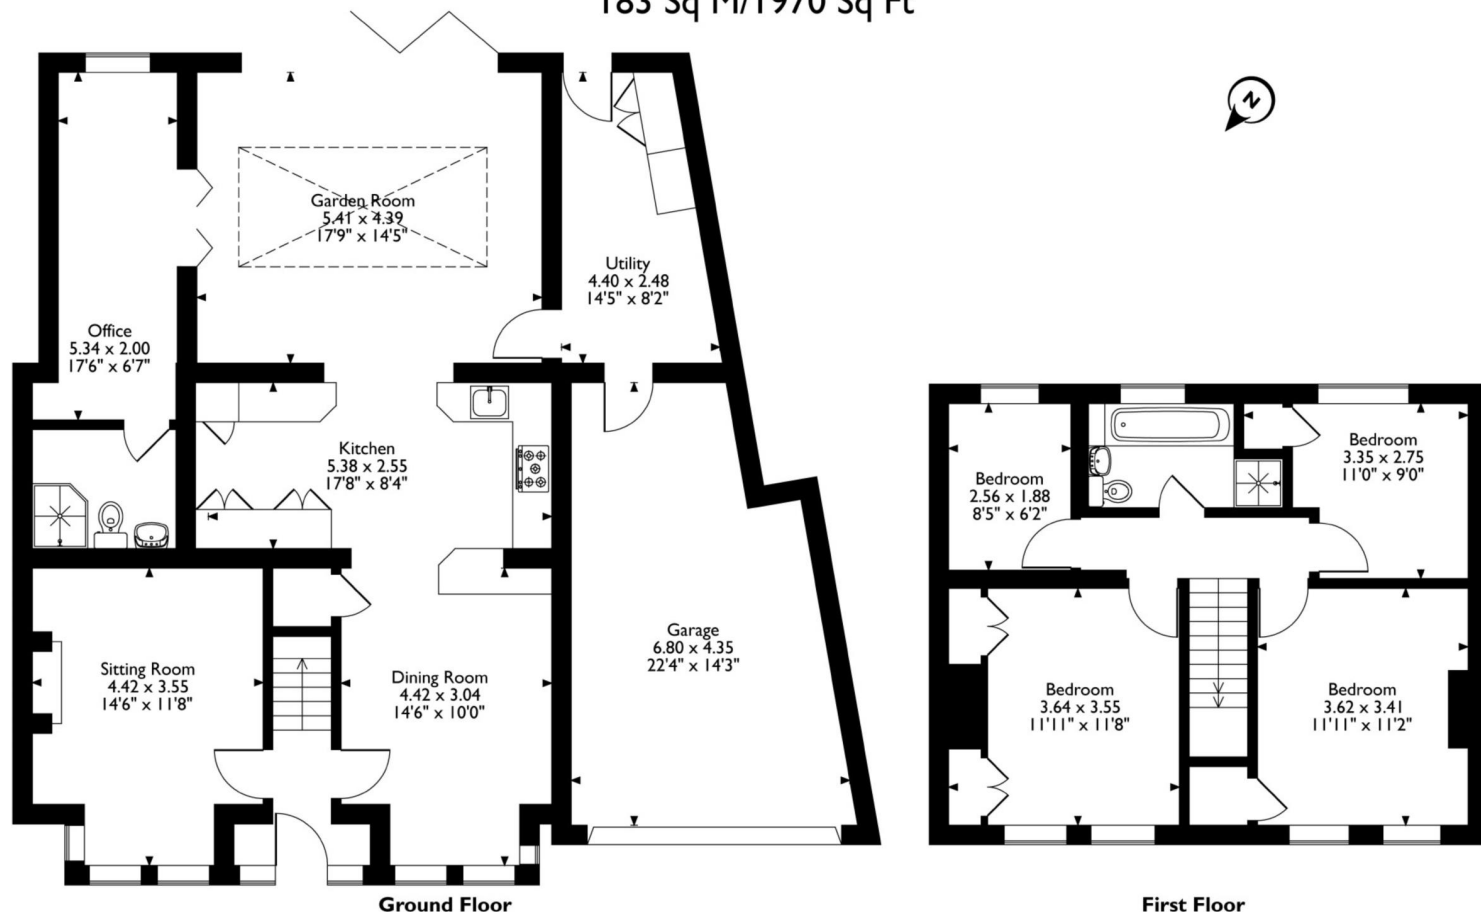 183 Sq M/1970 Sq Ft
N
Garden Room
5.41 x 4.39
17'9" x 14'5"
Utility
4.40 x 2.48
14'5" x 8'2"
Office
5.34 x 2.00
17'6" x 6'7"
Kitchen
5.38 x 2.55
17'8" x 8'4"
Sitting Room
4.42 x 3.55
14'6" x 11'8"
Dining Room
4.42 x 3.04
14'6" x 10'0"
Garage
6.80 x 4.35
22'4" x 14'3"
Ground Floor
Bedroom
2.56 x 1.88
8'5" x 6'2"
Bedroom
3.35 x 2.75
11'0" x 9'0"
Bedroom
3.64 x 3.55
11'11" x 11'8"
Bedroom
3.62 x 3.41
11'11" x 11'2"
First Floor